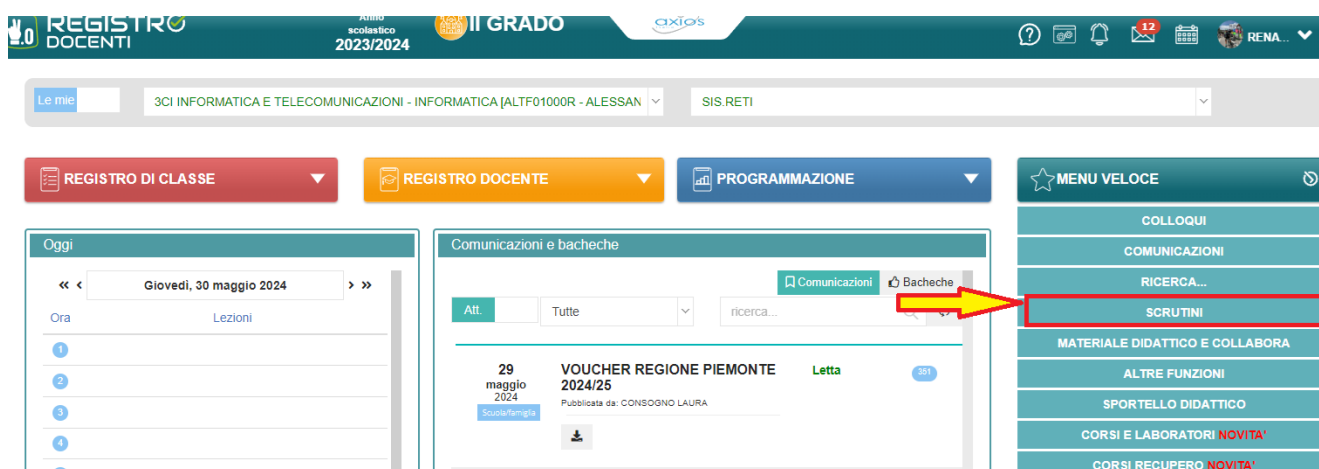 .0 REGISTRO
DOCENTI
Anno
scolastico
2023/2024
II GRADO
axios
12
RENA...
Le mie
3CI INFORMATICA E TELECOMUNICAZIONI - INFORMATICA [ALTF01000R - ALESSAN
SIS.RETI
REGISTRO DI CLASSE
REGISTRO DOCENTE
PROGRAMMAZIONE
MENU VELOCE
COLLOQUI
COMUNICAZIONI
RICERCA...
SCRUTINI
MATERIALE DIDATTICO E COLLABORA
ALTRE FUNZIONI
SPORTELLO DIDATTICO
CORSI E LABORATORI NOVITA'
CORSI RECUPERO NOVITA'
Oggi
Giovedì, 30 maggio 2024
Ora Lezioni
1
2
3
4
Comunicazioni e bacheche
Comunicazioni Bacheche
Att. Tutte ricerca...
29
maggio
2024
Scuola/famiglia
VOUCHER REGIONE PIEMONTE
2024/25
Pubblicata da: CONSOGNO LAURA
Letta
351